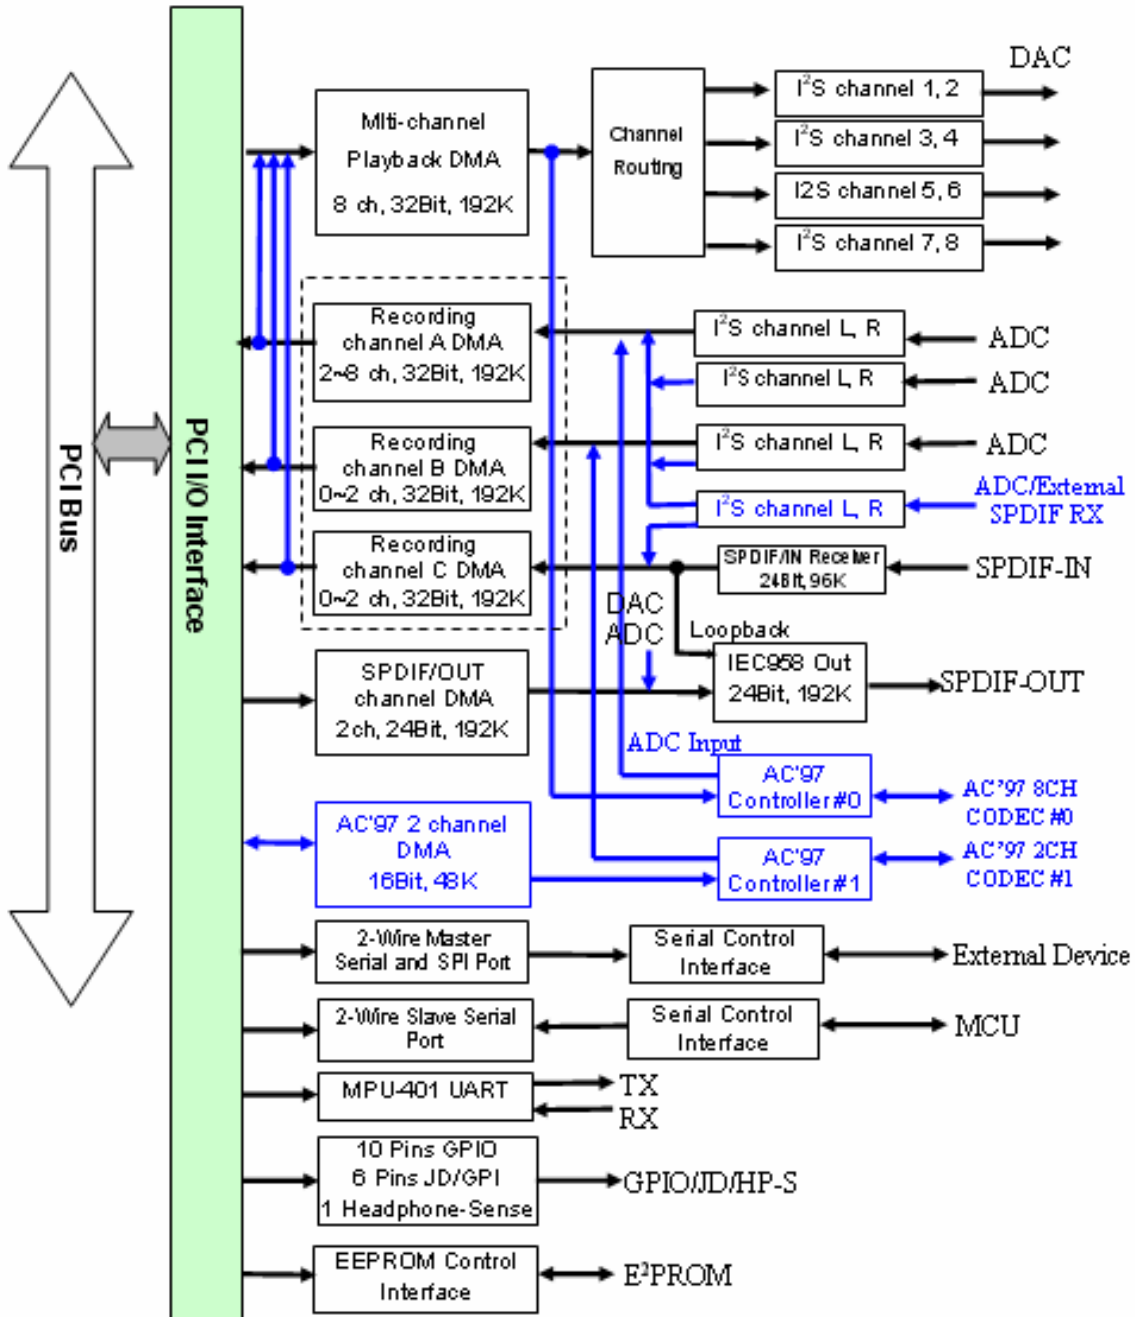 PCI Bus
PCI I/O Interface
Mlti-channel
Playback DMA
8 ch, 32Bit, 192K
Channel
Routing
I²S channel 1, 2
DAC
I²S channel 3, 4
I2S channel 5, 6
I²S channel 7, 8
Recording
channel A DMA
2~8 ch, 32Bit, 192K
I²S channel L, R
ADC
I²S channel L, R
ADC
Recording
channel B DMA
0~2 ch, 32Bit, 192K
I²S channel L, R
ADC
I²S channel L, R
ADC/External
SPDIF RX
Recording
channel C DMA
0~2 ch, 32Bit, 192K
SPDIF/IN Receiver
24Bit, 96K
SPDIF-IN
DAC
ADC
Loopback
SPDIF/OUT
channel DMA
2ch, 24Bit, 192K
IEC958 Out
24Bit, 192K
SPDIF-OUT
ADC Input
AC'97
Controller#0
AC'97 8CH
CODEC #0
AC'97 2 channel
DMA
16Bit, 48K
AC'97
Controller#1
AC'97 2CH
CODEC #1
2-Wire Master
Serial and SPI Port
Serial Control
Interface
External Device
2-Wire Slave Serial
Port
Serial Control
Interface
MCU
MPU-401 UART
TX
RX
10 Pins GPIO
6 Pins JD/GPI
1 Headphone-Sense
GPIO/JD/HP-S
EEPROM Control
Interface
E²PROM